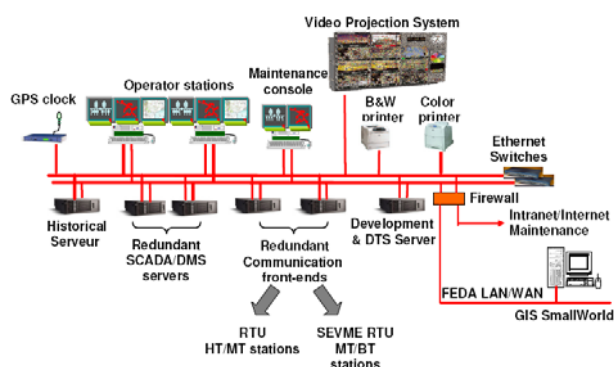 Video Projection System
Operator stations
Maintenance
console
GPS clock
B&W
printer
Color
printer
Ethernet
Switches
Firewall
Intranet/Internet
Maintenance
Historical
Serveur
Redundant
SCADA/DMS
servers
Redundant
Communication
front-ends
Development
& DTS Server
FEDA LAN/WAN
GIS SmallWorld
RTU
HT/MT stations
SEVME RTU
MT/BT
stations